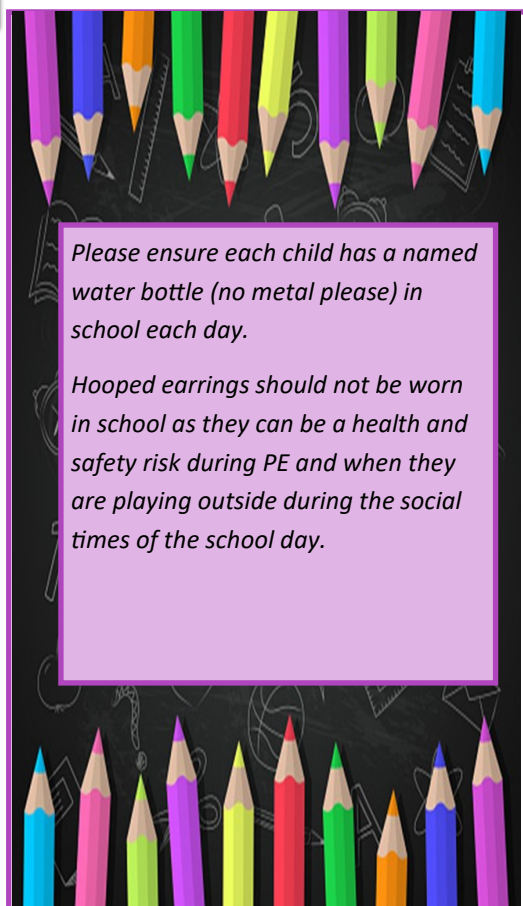 Please ensure each child has a named
water bottle (no metal please) in
school each day.
Hooped earrings should not be worn
in school as they can be a health and
safety risk during PE and when they
are playing outside during the social
times of the school day.